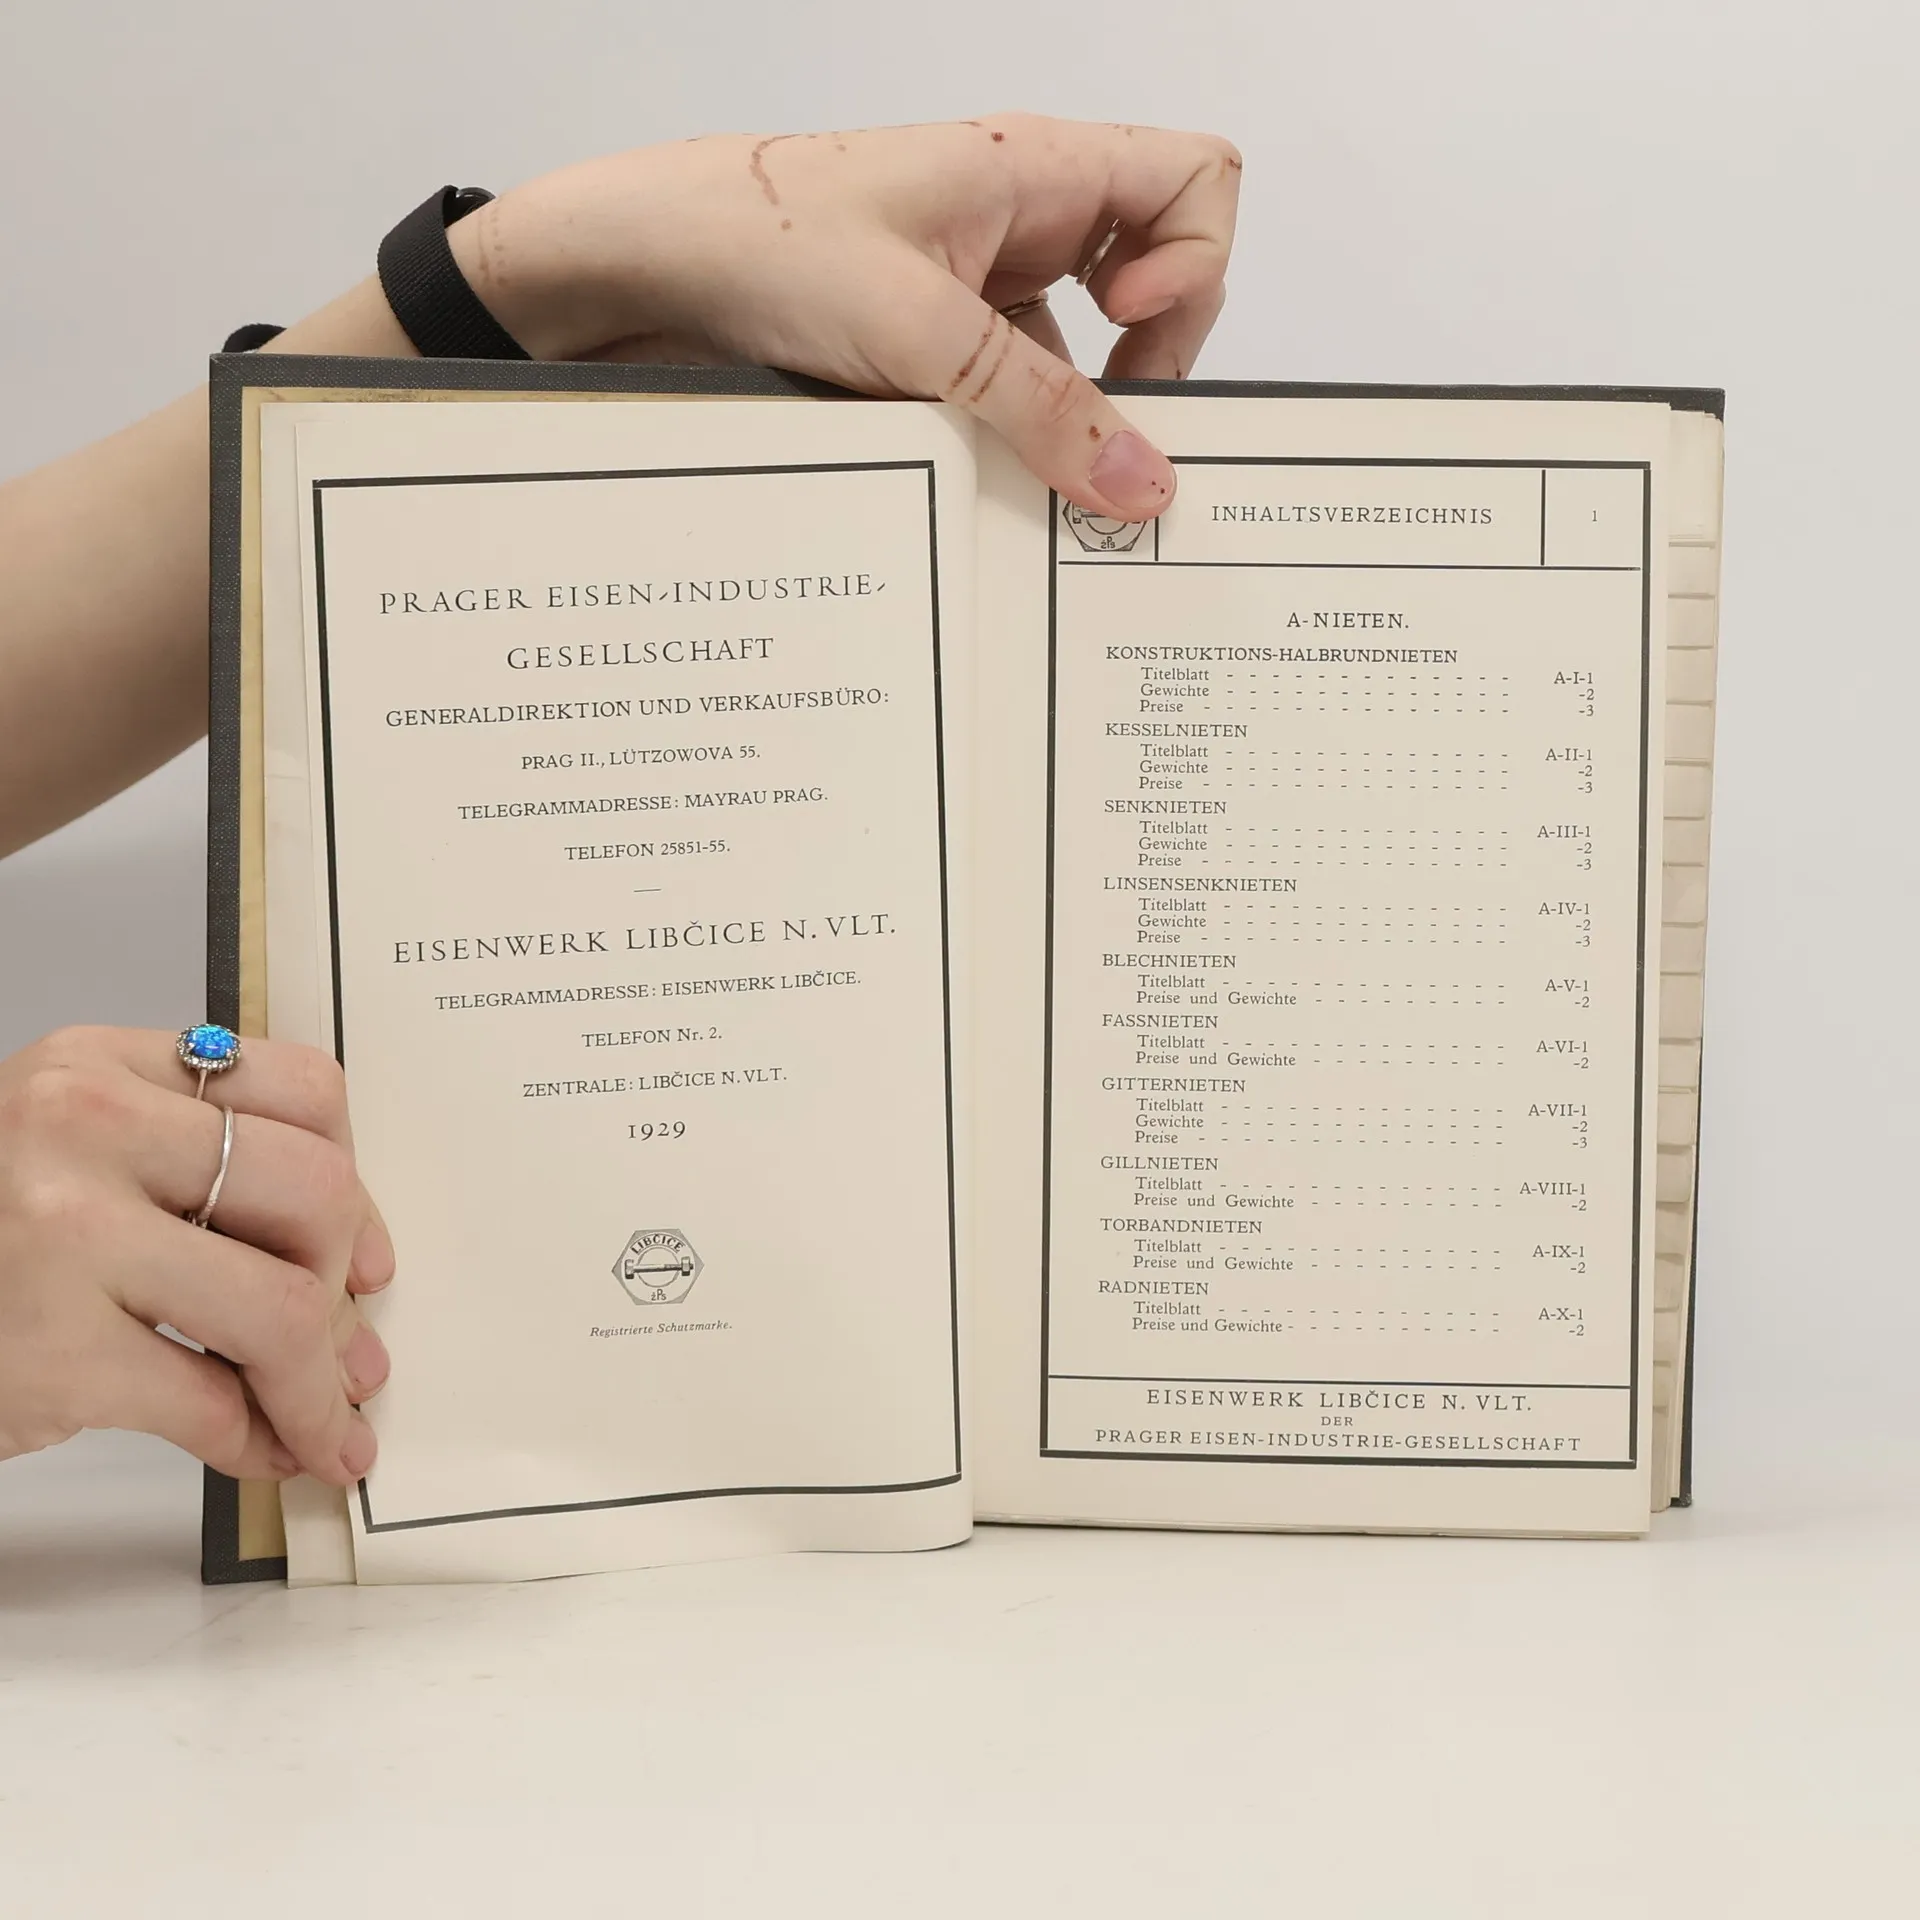 PRAGER EISEN-INDUSTRIE-
GESELLSCHAFT
GENERALDIREKTION UND VERKAUFSBÜRO:
PRAG II., LÜTZOWOVA 55.
TELEGRAMMADRESSE: MAYRAU PRAG.
TELEFON 25851-55.
EISENWERK LIBČICE N. VLT.
TELEGRAMMADRESSE: EISENWERK LIBČICE.
TELEFON Nr. 2.
ZENTRALE: LIBČICE N. VLT.
1929
LIBČICE
Registrierte Schutzmarke.
INHALTSVERZEICHNIS 1
A-NIETEN.
KONSTRUKTIONS-HALBRUNDNIETEN
Titelblatt - - - - - - - - - - - - - A-I-1
Gewichte - - - - - - - - - - - - - -2
Preise - - - - - - - - - - - - - - -3
KESSELNIETEN
Titelblatt - - - - - - - - - - - - - A-II-1
Gewichte - - - - - - - - - - - - - -2
Preise - - - - - - - - - - - - - - -3
SENKNIETEN
Titelblatt - - - - - - - - - - - - - A-III-1
Gewichte - - - - - - - - - - - - - -2
Preise - - - - - - - - - - - - - - -3
LINSENSENKNIETEN
Titelblatt - - - - - - - - - - - - - A-IV-1
Gewichte - - - - - - - - - - - - - -2
Preise - - - - - - - - - - - - - - -3
BLECHNIETEN
Titelblatt - - - - - - - - - - - - - A-V-1
Preise und Gewichte - - - - - - - - - -2
FASSNIETEN
Titelblatt - - - - - - - - - - - - - A-VI-1
Preise und Gewichte - - - - - - - - - -2
GITTERNIETEN
Titelblatt - - - - - - - - - - - - - A-VII-1
Gewichte - - - - - - - - - - - - - -2
Preise - - - - - - - - - - - - - - -3
GILLNIETEN
Titelblatt - - - - - - - - - - - - - A-VIII-1
Preise und Gewichte - - - - - - - - - -2
TORBANDNIETEN
Titelblatt - - - - - - - - - - - - - A-IX-1
Preise und Gewichte - - - - - - - - - -2
RADNIETEN
Titelblatt - - - - - - - - - - - - - A-X-1
Preise und Gewichte - - - - - - - - - - -2
EISENWERK LIBČICE N. VLT.
DER
PRAGER EISEN-INDUSTRIE-GESELLSCHAFT